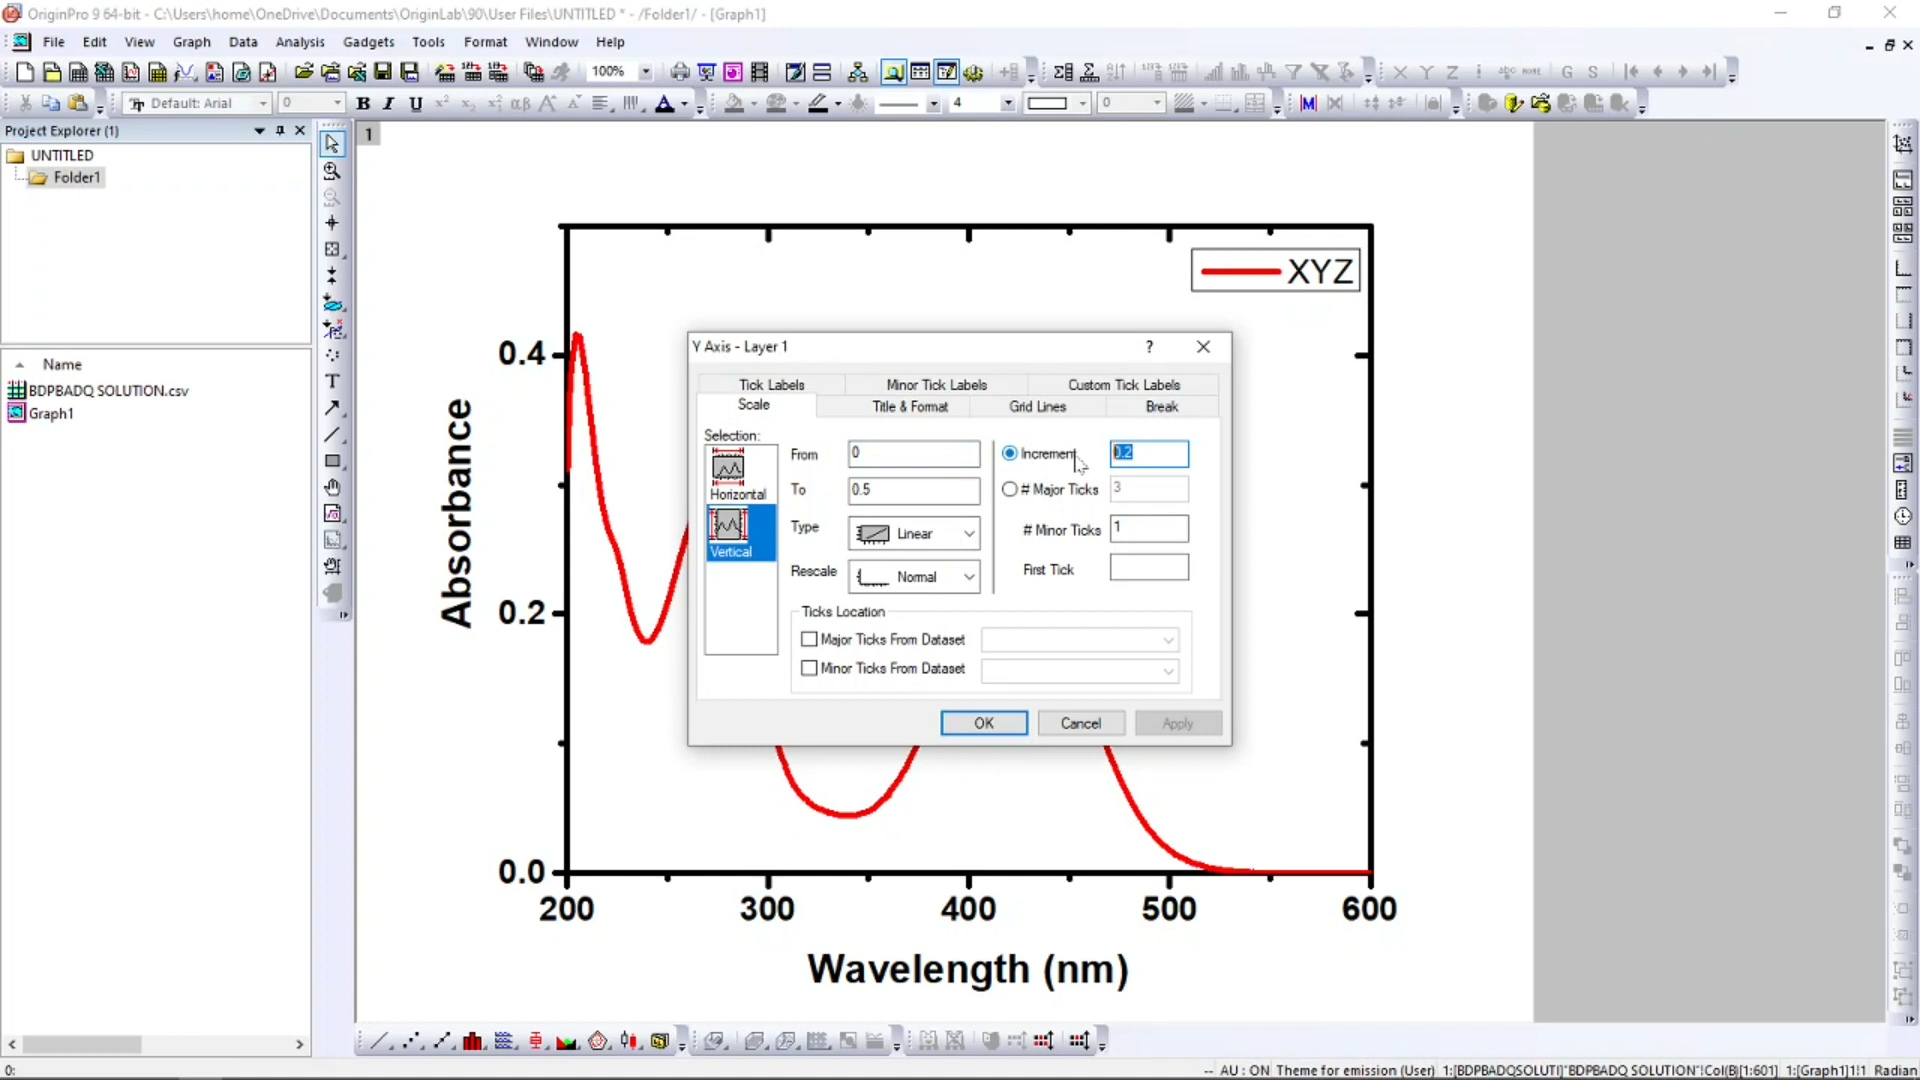 OriginPro 9 64-bit - C:\Users\home\OneDrive\Documents\OriginLab\90\User Files\UNTITLED * - /Folder1/ - [Graph1]
File Edit View Graph Data Analysis Gadgets Tools Format Window Help
100%
Default: Arial 0 B I U 4 0
Project Explorer (1)
UNTITLED
Folder1
Name
BDPBADQ SOLUTION.csv
Graph1
1
XYZ
Absorbance
0.4
0.2
0.0
200 300 400 500 600
Wavelength (nm)
Y Axis - Layer 1
Tick Labels Minor Tick Labels Custom Tick Labels
Scale Title & Format Grid Lines Break
Selection:
Horizontal
Vertical
From 0
To 0.5
Type Linear
Rescale Normal
Increment 0.2
# Major Ticks 3
# Minor Ticks 1
First Tick
Ticks Location
Major Ticks From Dataset
Minor Ticks From Dataset
OK Cancel Apply
0: -- AU : ON Theme for emission (User) 1:[BDPBADQSOLUTI]"BDPBADQ SOLUTION"!Col(B)[1:601] 1:[Graph1]1!1 Radian